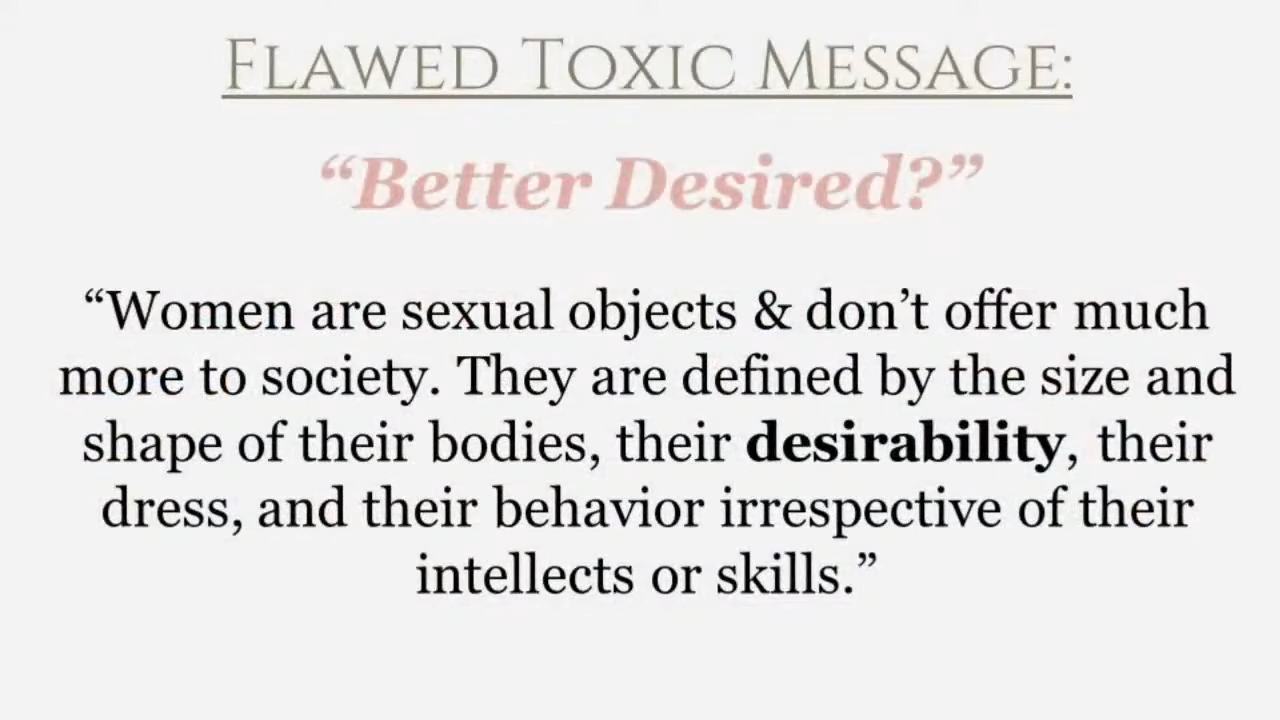 FLAWED TOXIC MESSAGE:
“Better Desired?”
“Women are sexual objects & don’t offer much
more to society. They are defined by the size and
shape of their bodies, their desirability, their
dress, and their behavior irrespective of their
intellects or skills.”